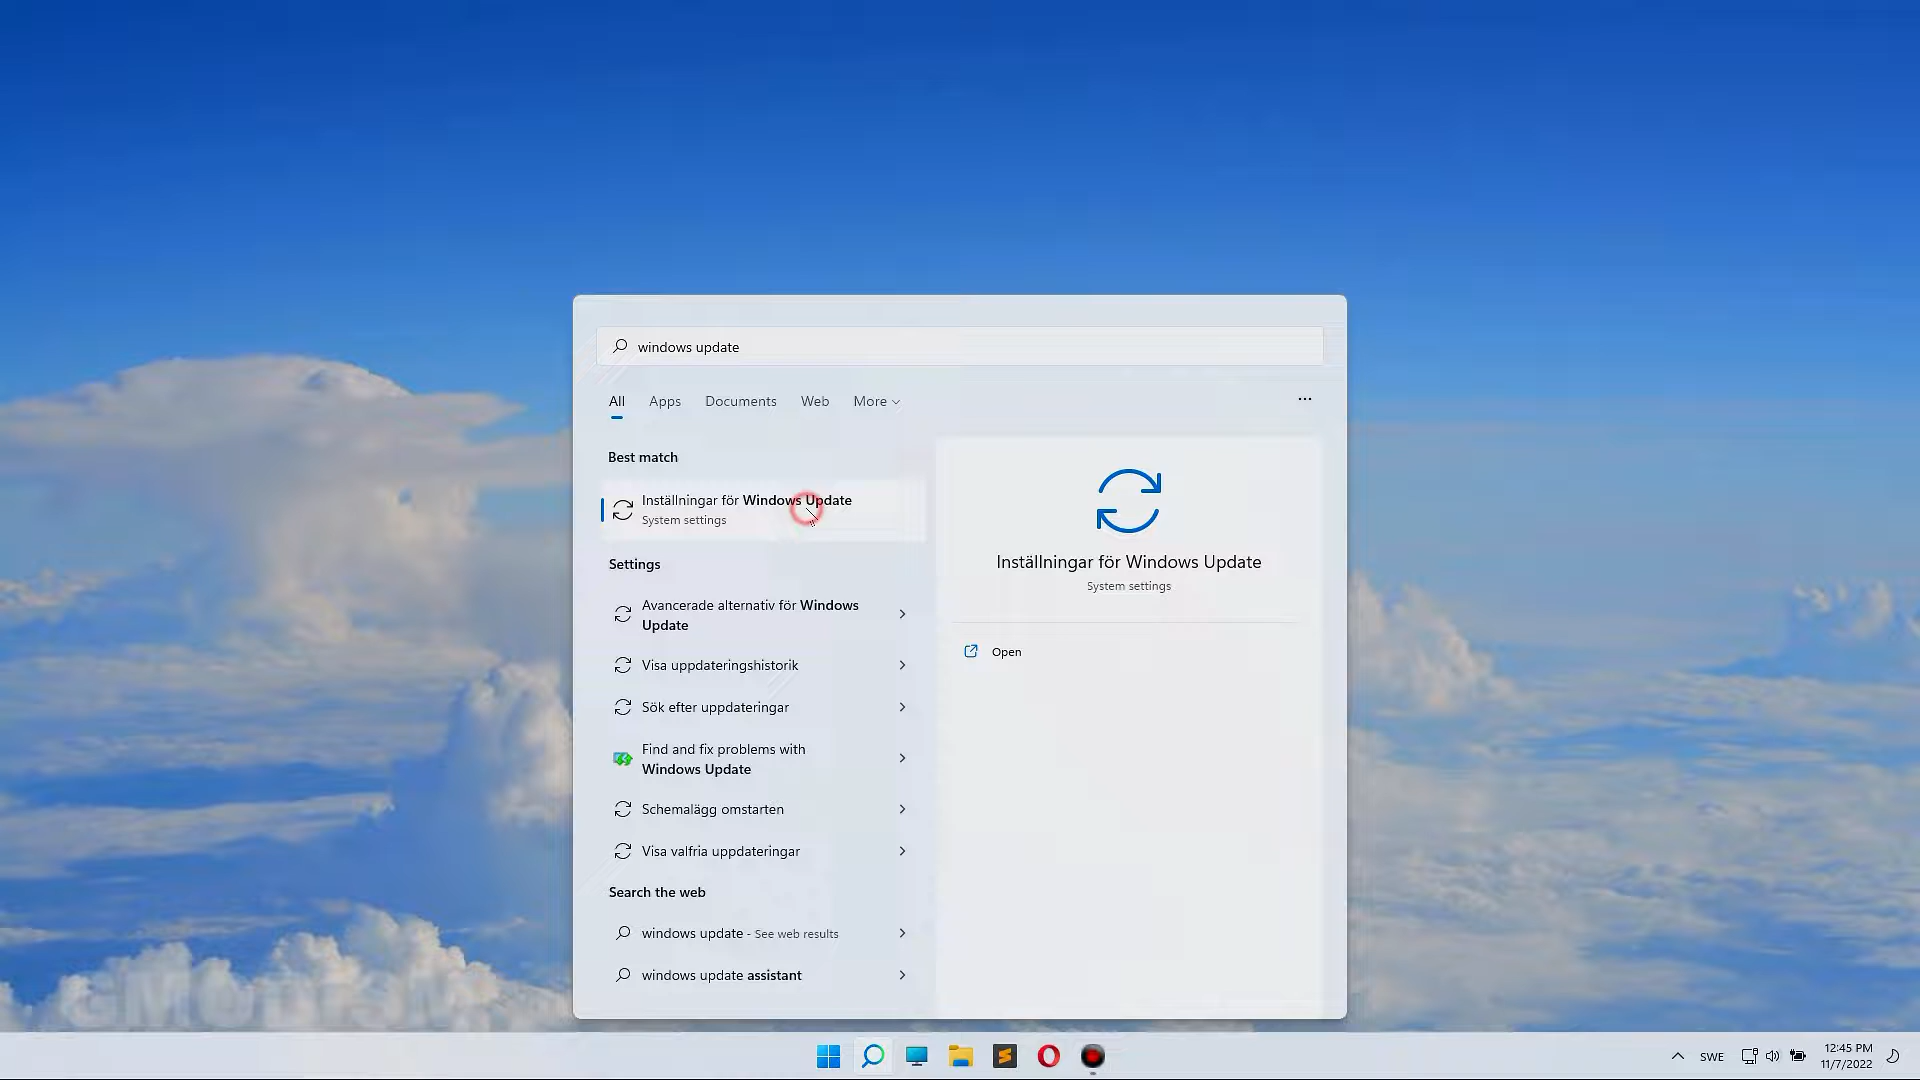 windows update
All Apps Documents Web More
Best match
Inställningar för Windows Update
System settings
Settings
Avancerade alternativ för Windows
Update
Visa uppdateringshistorik
Sök efter uppdateringar
Find and fix problems with
Windows Update
Schemalägg omstarten
Visa valfria uppdateringar
Search the web
windows update - See web results
windows update assistant
Inställningar för Windows Update
System settings
Open
SWE
12:45 PM
11/7/2022